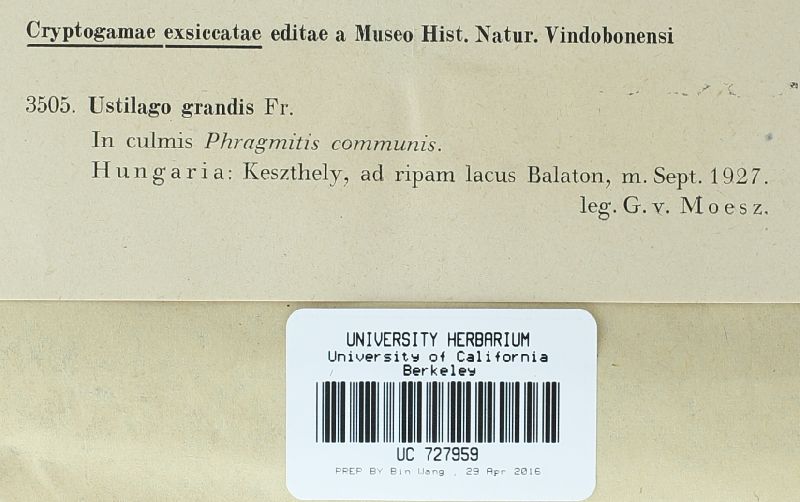 Cryptogamae exsiccatae editae a Museo Hist. Natur. Vindobonensi
3505. Ustilago grandis Fr.
In culmis Phragmitis communis.
Hungaria: Keszthely, ad ripam lacus Balaton, m. Sept. 1927.
leg. G. v. Moesz.
UNIVERSITY HERBARIUM
University of California
Berkeley
UC 727959
PREP BY Bin Wang , 29 Apr 2016